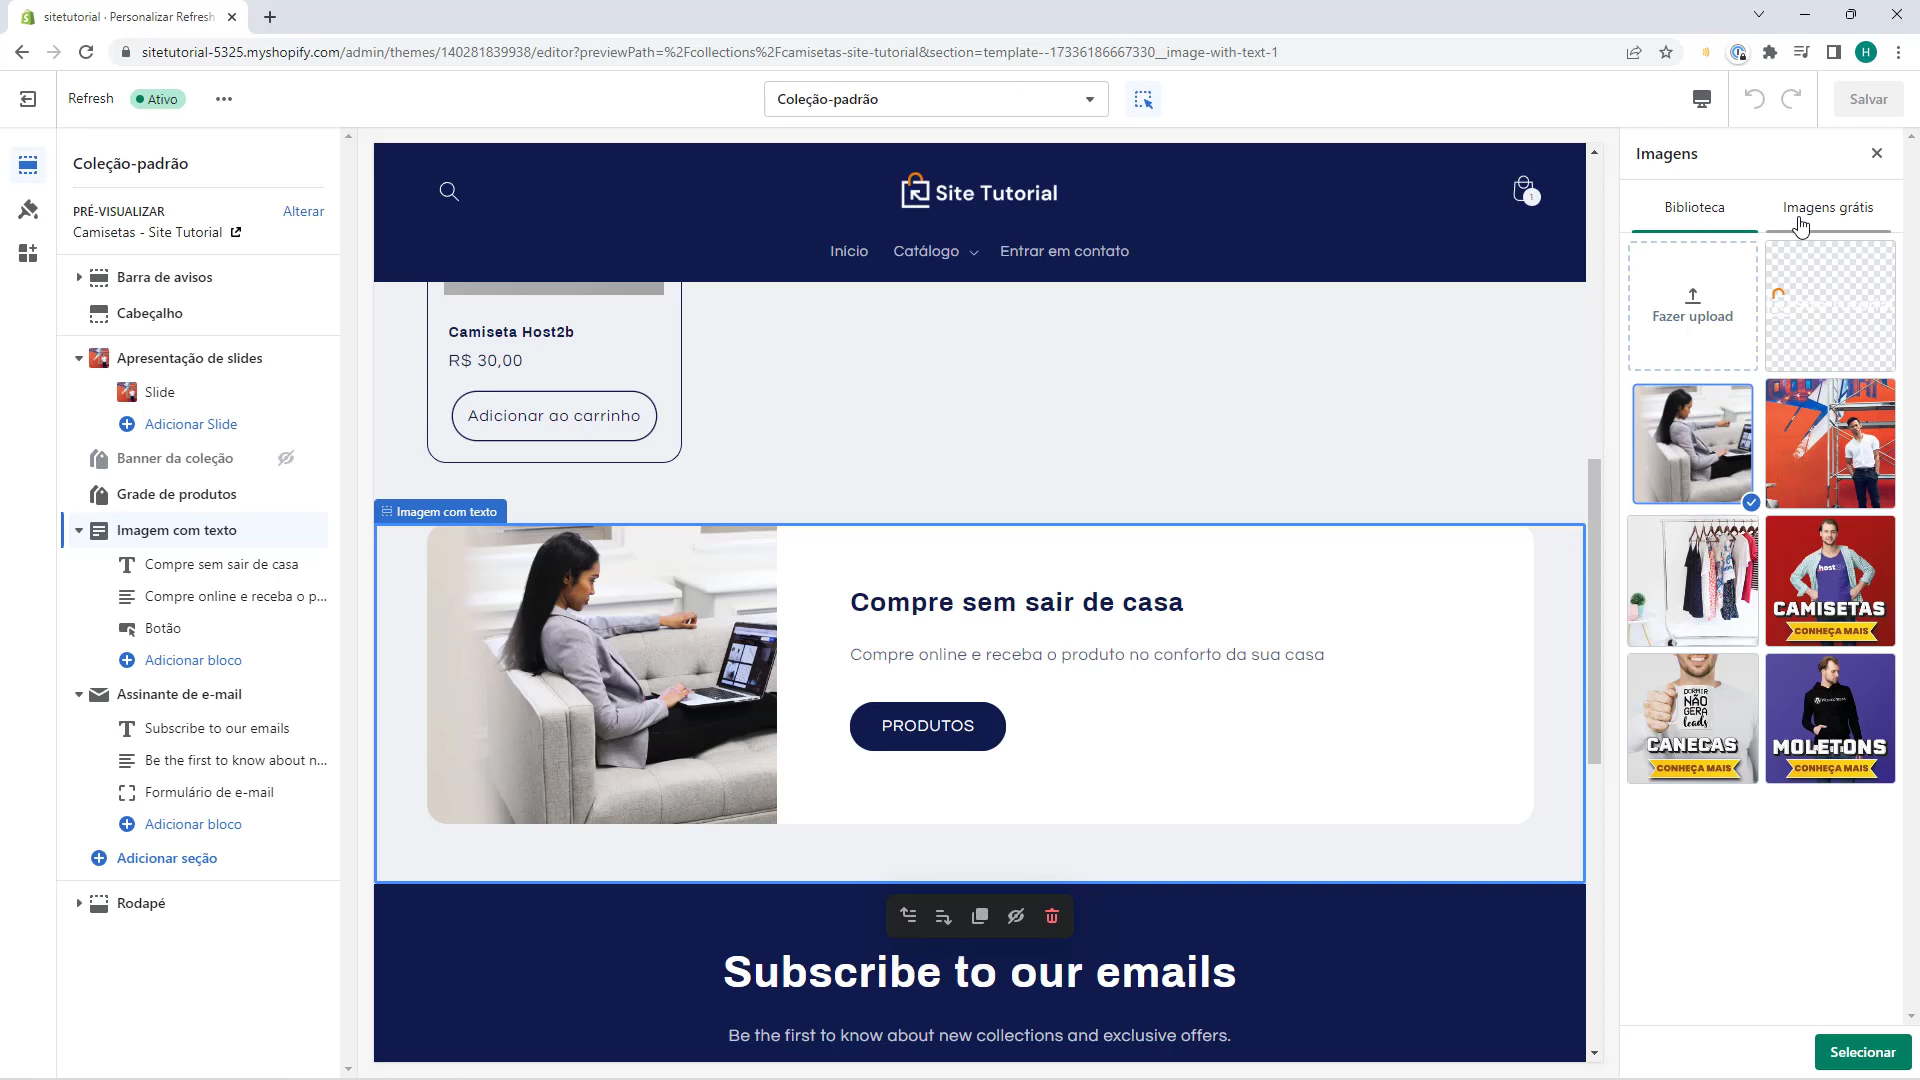 sitetutorial · Personalizar Refresh
sitetutorial-5325.myshopify.com/admin/themes/140281839938/editor?previewPath=%2Fcollections%2Fcamisetas-site-tutorial&section=template--17336186667330__image-with-text-1
H
Refresh
Ativo
Coleção-padrão
Salvar
Coleção-padrão
PRÉ-VISUALIZAR
Alterar
Camisetas - Site Tutorial
Barra de avisos
Cabeçalho
Apresentação de slides
Slide
Adicionar Slide
Banner da coleção
Grade de produtos
Imagem com texto
Compre sem sair de casa
Compre online e receba o p...
Botão
Adicionar bloco
Assinante de e-mail
Subscribe to our emails
Be the first to know about n...
Formulário de e-mail
Adicionar bloco
Adicionar seção
Rodapé
Site Tutorial
1
Início
Catálogo
Entrar em contato
Camiseta Host2b
R$ 30,00
Adicionar ao carrinho
Imagem com texto
Compre sem sair de casa
Compre online e receba o produto no conforto da sua casa
PRODUTOS
Subscribe to our emails
Be the first to know about new collections and exclusive offers.
Imagens
Biblioteca
Imagens grátis
Fazer upload
CAMISETAS
CONHEÇA MAIS
DORMIR
NÃO
GERA
leads
CANECAS
CONHEÇA MAIS
MOLETONS
CONHEÇA MAIS
Selecionar